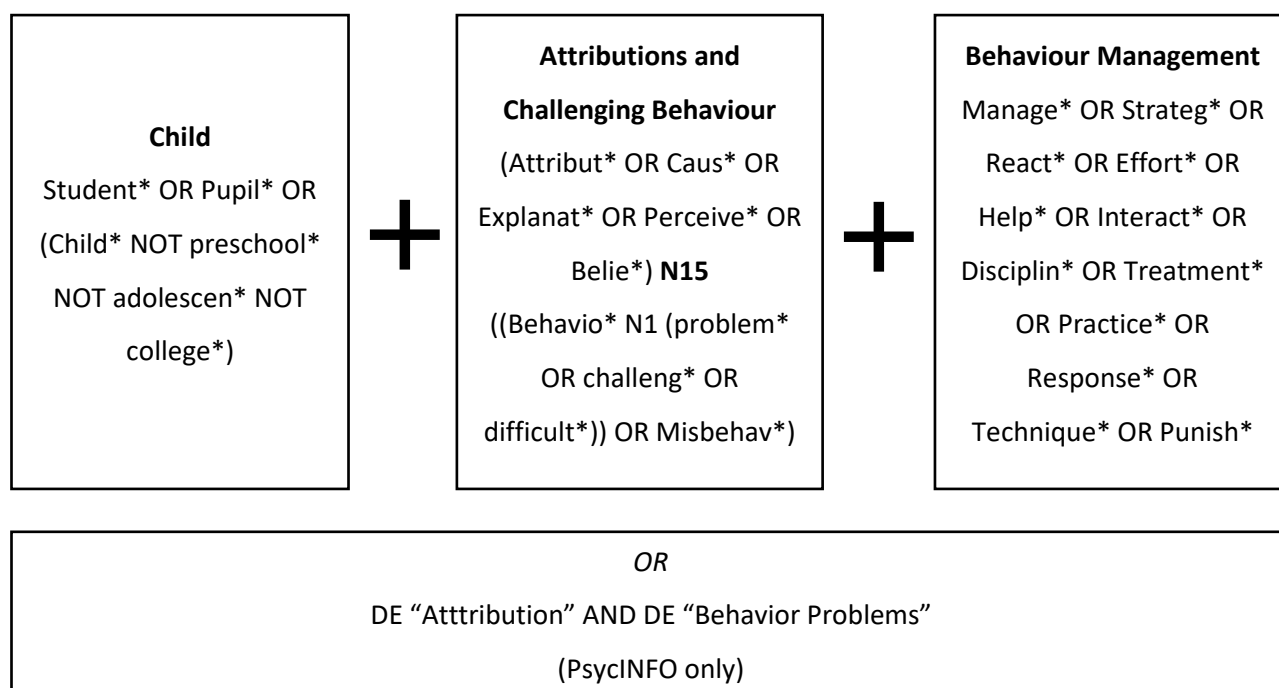 Child
Student* OR Pupil* OR
(Child* NOT preschool*
NOT adolescen* NOT
college*)
Attributions and
Challenging Behaviour
(Attribut* OR Caus* OR
Explanat* OR Perceive* OR
Belie*) N15
((Behavio* N1 (problem*
OR challeng* OR
difficult*)) OR Misbehav*)
Behaviour Management
Manage* OR Strateg* OR
React* OR Effort* OR
Help* OR Interact* OR
Disciplin* OR Treatment*
OR Practice* OR
Response* OR
Technique* OR Punish*
OR
DE “Atttribution” AND DE “Behavior Problems”
(PsycINFO only)